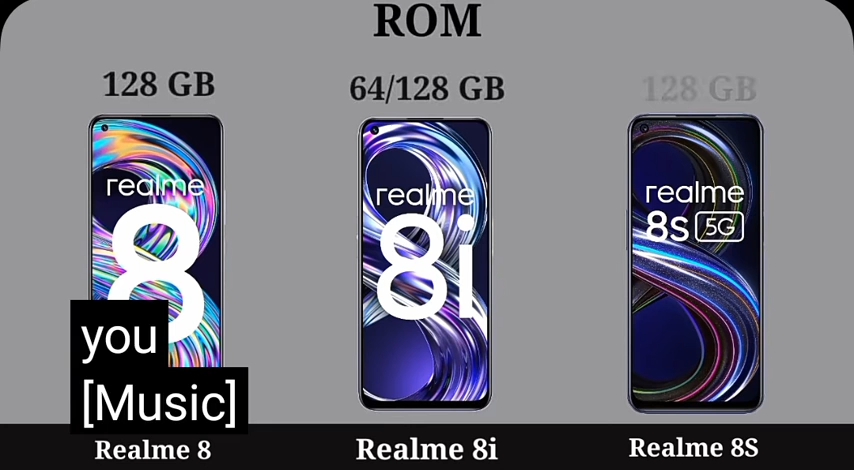 ROM
128 GB
64/128 GB
128 GB
realme
8
realme
8i
realme
8s 5G
you
[Music]
Realme 8
Realme 8i
Realme 8S